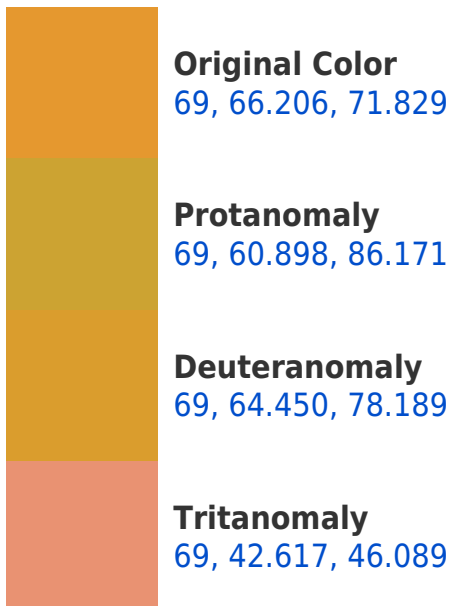 Original Color
69, 66.206, 71.829
Protanomaly
69, 60.898, 86.171
Deuteranomaly
69, 64.450, 78.189
Tritanomaly
69, 42.617, 46.089